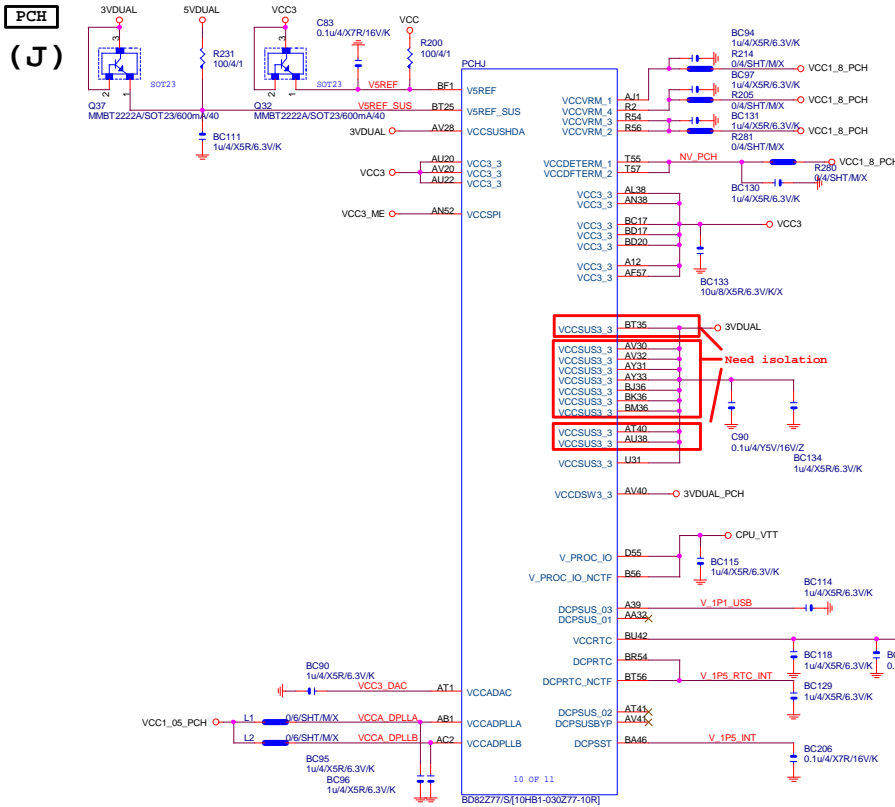 PCH
(J)
3VDUAL
5VDUAL
VCC3
C83
0.1u/4/X7R/16V/K
VCC
R231
100/4/1
R200
100/4/1
SOT23
SOT23
3
2
1
3
2
1
Q37
MMBT2222A/SOT23/600mA/40
Q32
MMBT2222A/SOT23/600mA/40
V5REF
V5REF_SUS
BC111
1u/4/X5R/6.3V/K
3VDUAL
VCC3
VCC3_ME
PCHJ
BF1
V5REF
BT25
V5REF_SUS
AV28
VCCSUSHDA
AU20
VCC3_3
AV20
VCC3_3
AU22
VCC3_3
AN52
VCCSPI
VCCVRM_1
AJ1
VCCVRM_4
R2
VCCVRM_3
R54
VCCVRM_2
R56
BC94
1u/4/X5R/6.3V/K
R214
0/4/SHT/M/X
VCC1_8_PCH
BC97
1u/4/X5R/6.3V/K
R205
0/4/SHT/M/X
VCC1_8_PCH
BC131
1u/4/X5R/6.3V/K
R281
0/4/SHT/M/X
VCC1_8_PCH
VCCDFTERM_1
T55
NV_PCH
VCCDFTERM_2
T57
VCC1_8_PCH
R280
0/4/SHT/M/X
BC130
1u/4/X5R/6.3V/K
VCC3_3
AL38
VCC3_3
AN38
VCC3_3
BC17
VCC3
VCC3_3
BD17
VCC3_3
BD20
VCC3_3
A12
VCC3_3
AF57
BC133
10u/8/X5R/6.3V/K/X
VCCSUS3_3
BT35
3VDUAL
VCCSUS3_3
AV30
VCCSUS3_3
AV32
Need isolation
VCCSUS3_3
AY31
VCCSUS3_3
AY33
VCCSUS3_3
BJ36
VCCSUS3_3
BK36
VCCSUS3_3
BM36
VCCSUS3_3
AT40
VCCSUS3_3
AU38
VCCSUS3_3
U31
C90
0.1u/4/Y5V/16V/Z
BC134
1u/4/X5R/6.3V/K
VCCDSW3_3
AV40
3VDUAL_PCH
CPU_VTT
V_PROC_IO
D55
V_PROC_IO_NCTF
B56
BC115
1u/4/X5R/6.3V/K
DCPSUS_03
A39
V_1P1_USB
DCPSUS_01
AA32
BC114
1u/4/X5R/6.3V/K
VCCRTC
BU42
DCPRTC
BR54
DCPRTC_NCTF
BT56
V_1P5_RTC_INT
BC118
1u/4/X5R/6.3V/K
BC
0.
BC129
1u/4/X5R/6.3V/K
DCPSUS_02
AT41
DCPSUSBYP
AV41
DCPSST
BA46
V_1P5_INT
BC206
0.1u/4/X7R/16V/K
BC90
1u/4/X5R/6.3V/K
VCC3_DAC
AT1
VCCADAC
VCC1_05_PCH
L1
0/6/SHT/M/X
VCCA_DPLLA
AB1
VCCADPLLA
L2
0/6/SHT/M/X
VCCA_DPLLB
AC2
VCCADPLLB
BC95
1u/4/X5R/6.3V/K
BC96
1u/4/X5R/6.3V/K
10 OF 11
BD82Z77/S/[10HB1-030Z77-10R]